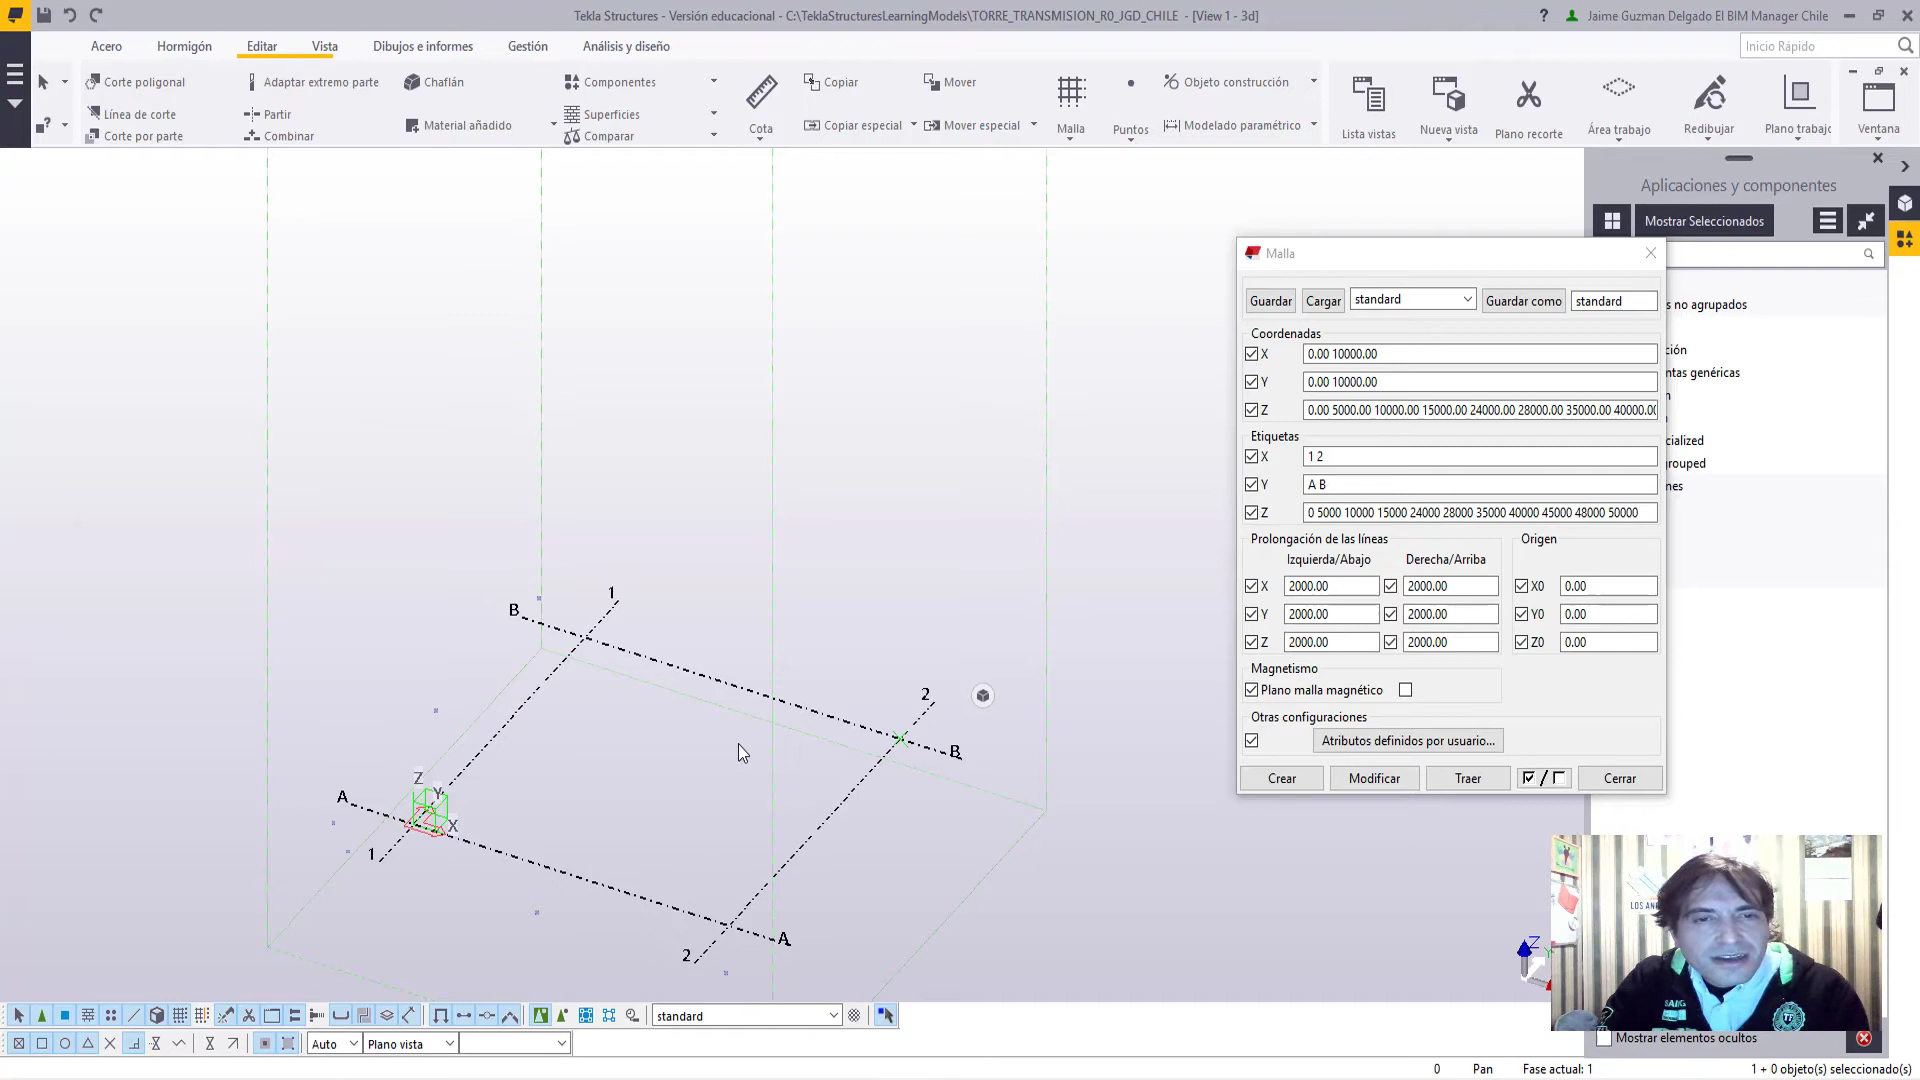 Tekla Structures - Versión educacional - C:\TeklaStructuresLearningModels\TORRE_TRANSMISION_R0_JGD_CHILE - [View 1 - 3d]
? Jaime Guzman Delgado El BIM Manager Chile
Acero Hormigón Editar Vista Dibujos e informes Gestión Análisis y diseño
Inicio Rápido
Corte poligonal Adaptar extremo parte Chaflán Componentes Copiar Mover Objeto construcción
Línea de corte Partir Material añadido Superficies Copiar especial Mover especial Modelado paramétrico
Corte por parte Combinar Comparar
Cota Malla Puntos Lista vistas Nueva vista Plano recorte Área trabajo Redibujar Plano trabajo Ventana
Aplicaciones y componentes
Mostrar Seleccionados
s no agrupados
ción
ntas genéricas
n
cialized
grouped
nes
Malla
Guardar Cargar standard Guardar como standard
Coordenadas
X 0.00 10000.00
Y 0.00 10000.00
Z 0.00 5000.00 10000.00 15000.00 24000.00 28000.00 35000.00 40000.00
Etiquetas
X 1 2
Y A B
Z 0 5000 10000 15000 24000 28000 35000 40000 45000 48000 50000
Prolongación de las líneas Origen
Izquierda/Abajo Derecha/Arriba
X 2000.00 2000.00 X0 0.00
Y 2000.00 2000.00 Y0 0.00
Z 2000.00 2000.00 Z0 0.00
Magnetismo
Plano malla magnético
Otras configuraciones
Atributos definidos por usuario...
Crear Modificar Traer / Cerrar
1
B
2
B
Z
Y
A
X
1
A
2
Z
Y
LOS AN
standard
Auto Plano vista
Mostrar elementos ocultos
0 Pan Fase actual: 1 1 + 0 objeto(s) seleccionado(s)